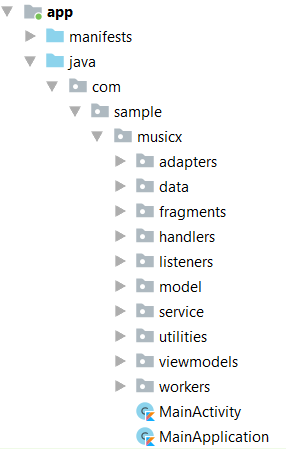 app
manifests
java
com
sample
musicx
adapters
data
fragments
handlers
listeners
model
service
utilities
viewmodels
workers
MainActivity
MainApplication